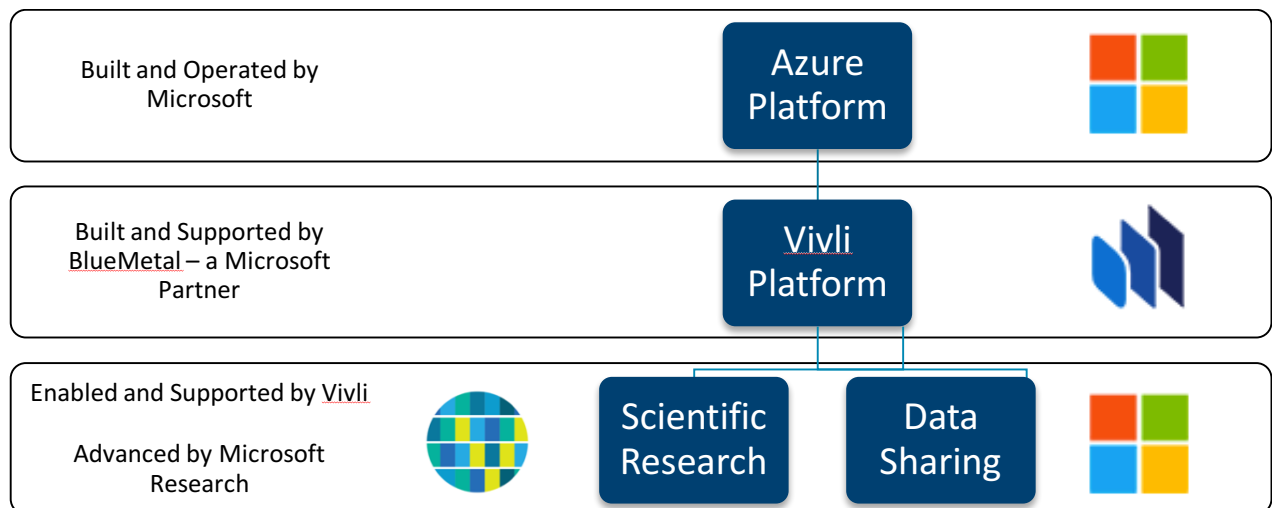 Built and Operated by
Microsoft
Azure
Platform
Built and Supported by
BlueMetal – a Microsoft
Partner
Vivli
Platform
Enabled and Supported by Vivli
Advanced by Microsoft
Research
Scientific
Research
Data
Sharing